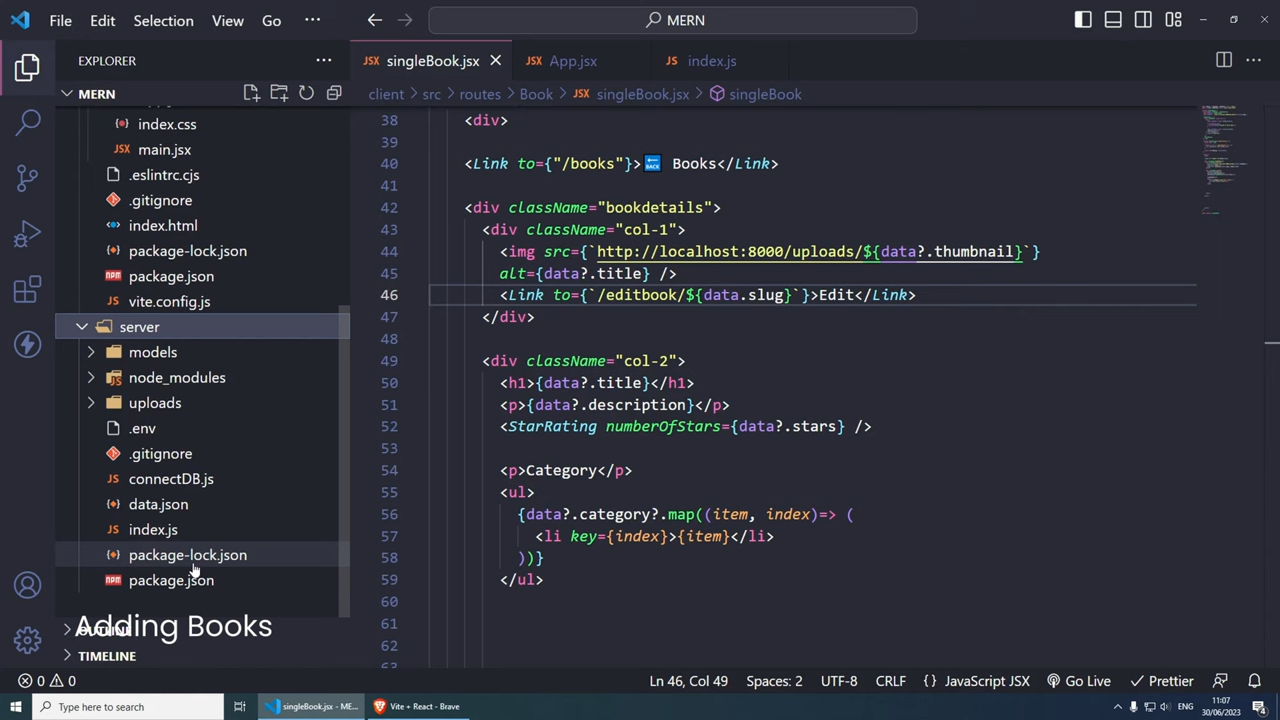 File Edit Selection View Go ··· MERN
EXPLORER ···
MERN
index.css
main.jsx
.eslintrc.cjs
.gitignore
index.html
package-lock.json
package.json
vite.config.js
server
models
node_modules
uploads
.env
.gitignore
connectDB.js
data.json
index.js
package-lock.json
package.json
Adding Books
TIMELINE
JSX singleBook.jsx JSX App.jsx JS index.js
client > src > routes > Book > JSX singleBook.jsx > singleBook
38 <div>
39
40 <Link to={"/books"}>🔙 Books</Link>
41
42 <div className="bookdetails">
43 <div className="col-1">
44 <img src={`http://localhost:8000/uploads/${data?.thumbnail}`}
45 alt={data?.title} />
46 <Link to={`/editbook/${data.slug}`}>Edit</Link>
47 </div>
48
49 <div className="col-2">
50 <h1>{data?.title}</h1>
51 <p>{data?.description}</p>
52 <StarRating numberOfStars={data?.stars} />
53
54 <p>Category</p>
55 <ul>
56 {data?.category?.map((item, index)=> (
57 <li key={index}>{item}</li>
58 ))}
59 </ul>
60
61
62
63
0 0 Ln 46, Col 49 Spaces: 2 UTF-8 CRLF {} JavaScript JSX Go Live Prettier
Type here to search singleBook.jsx - ME... Vite + React - Brave ENG 11:07
30/06/2023 4